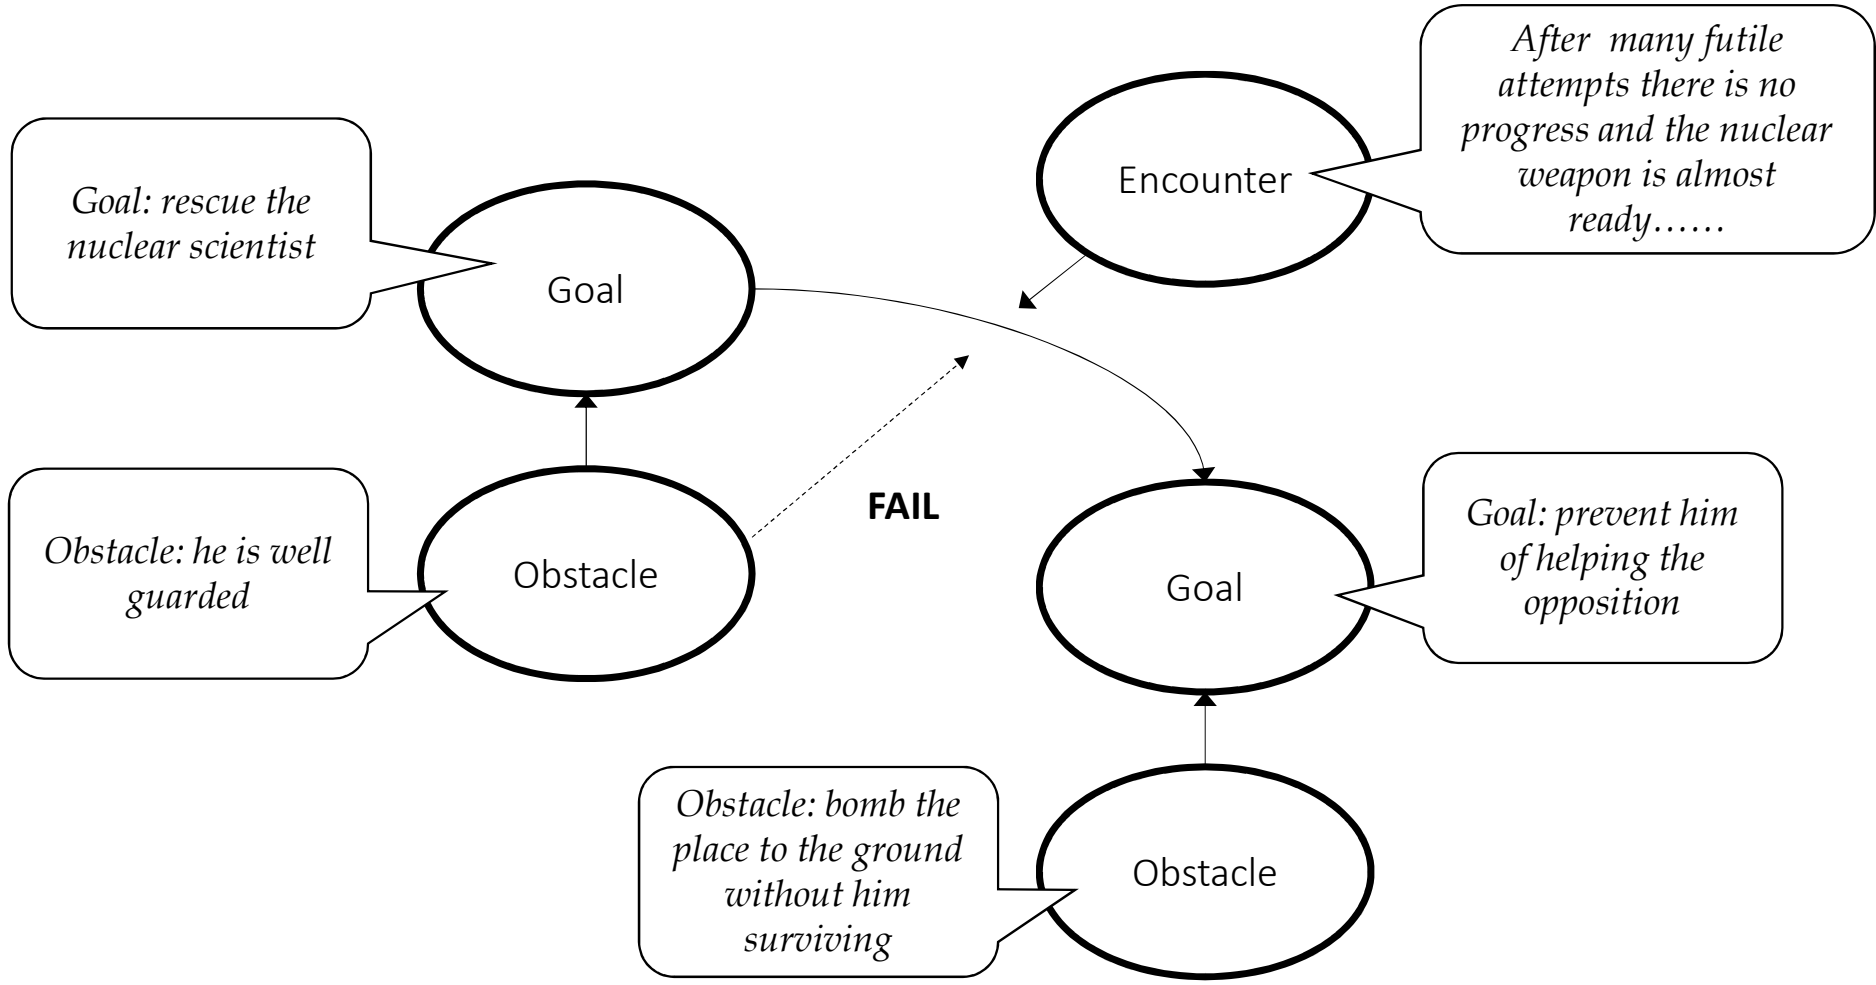 After many futile
attempts there is no
progress and the nuclear
weapon is almost
ready……
Encounter
Goal: rescue the
nuclear scientist
Goal
Obstacle: he is well
guarded
Obstacle
FAIL
Goal
Goal: prevent him
of helping the
opposition
Obstacle: bomb the
place to the ground
without him
surviving
Obstacle